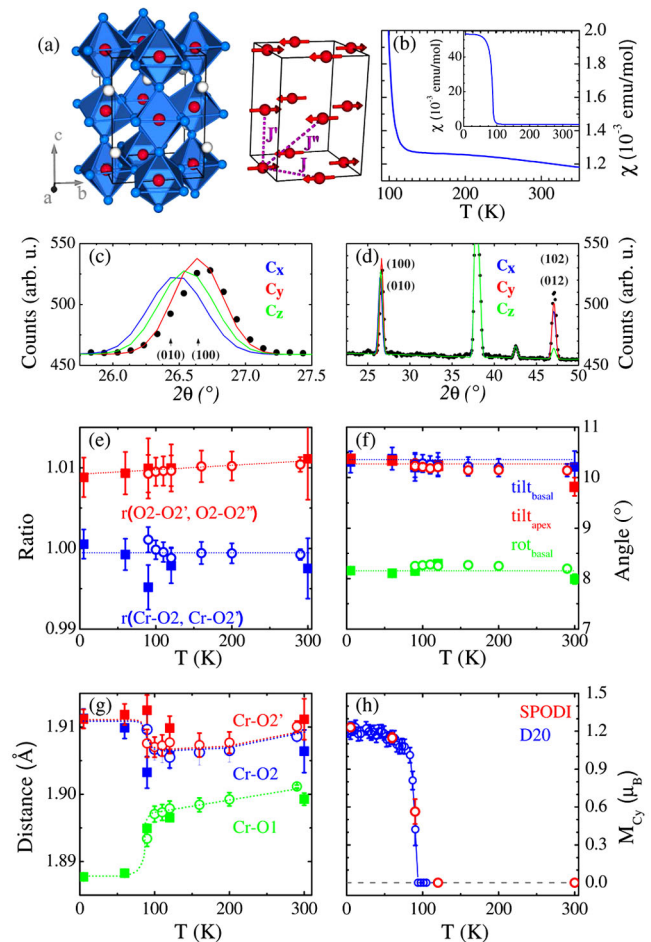 (a)
c
a
b
J'
J"
J
(b)
χ (10⁻³ emu/mol)
40
20
0
0 100 200 300
T (K)
2.0
1.8
1.6
1.4
1.2
χ (10⁻³ emu/mol)
100 200 300
T (K)
(c)
Counts (arb. u.)
550
500
450
Cx
Cy
Cz
(010) (100)
26.0 26.5 27.0 27.5
2θ (°)
(d)
(100)
(010)
Cx
Cy
Cz
(102)
(012)
550
500
450
Counts (arb. u.)
25 30 35 40 45 50
2θ (°)
(e)
Ratio
1.01
1.00
0.99
r(O2-O2', O2-O2'')
r(Cr-O2, Cr-O2')
0 100 200 300
T (K)
(f)
tilt_basal
tilt_apex
rot_basal
11
10
9
8
7
Angle (°)
0 100 200 300
T (K)
(g)
Distance (Å)
1.91
1.90
1.89
Cr-O2'
Cr-O2
Cr-O1
0 100 200 300
T (K)
(h)
SPODI
D20
1.5
1.2
0.9
0.6
0.3
0.0
M_Cy (μ_B)
0 100 200 300
T (K)